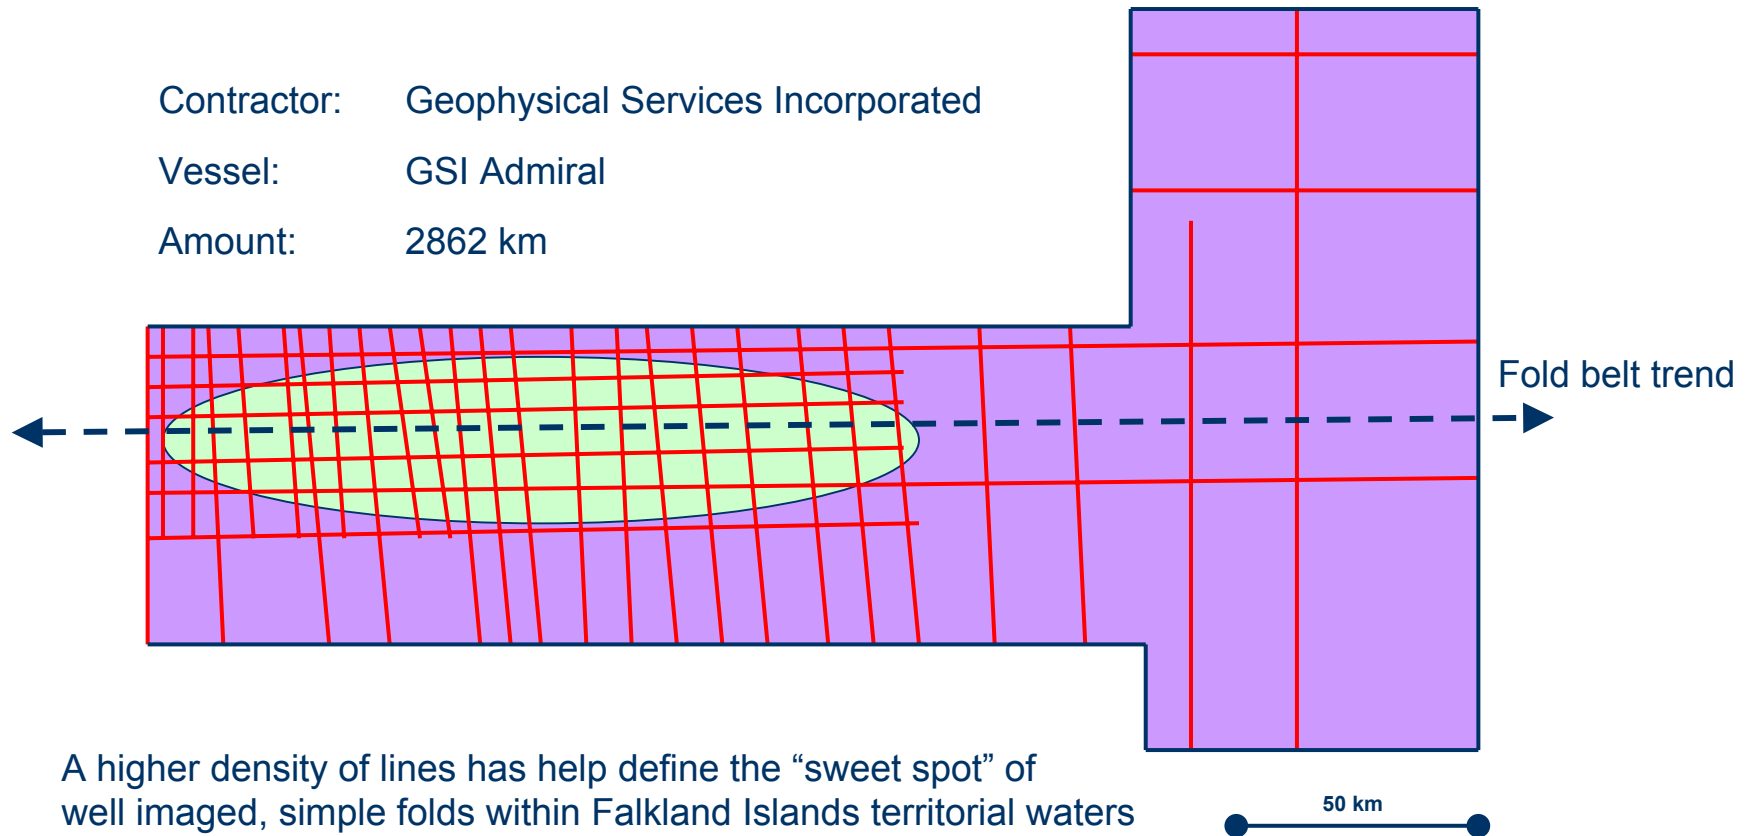 Contractor: Geophysical Services Incorporated
Vessel: GSI Admiral
Amount: 2862 km
Fold belt trend
A higher density of lines has help define the “sweet spot” of
well imaged, simple folds within Falkland Islands territorial waters
50 km